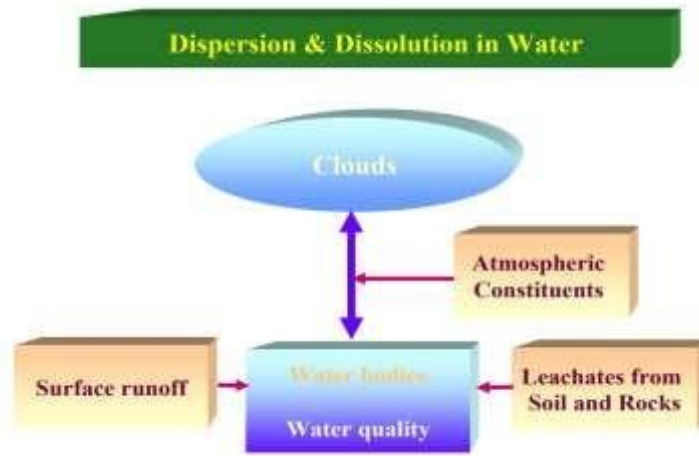 Dispersion & Dissolution in Water
Clouds
Atmospheric
Constituents
Surface runoff
Water bodies
Water quality
Leachates from
Soil and Rocks